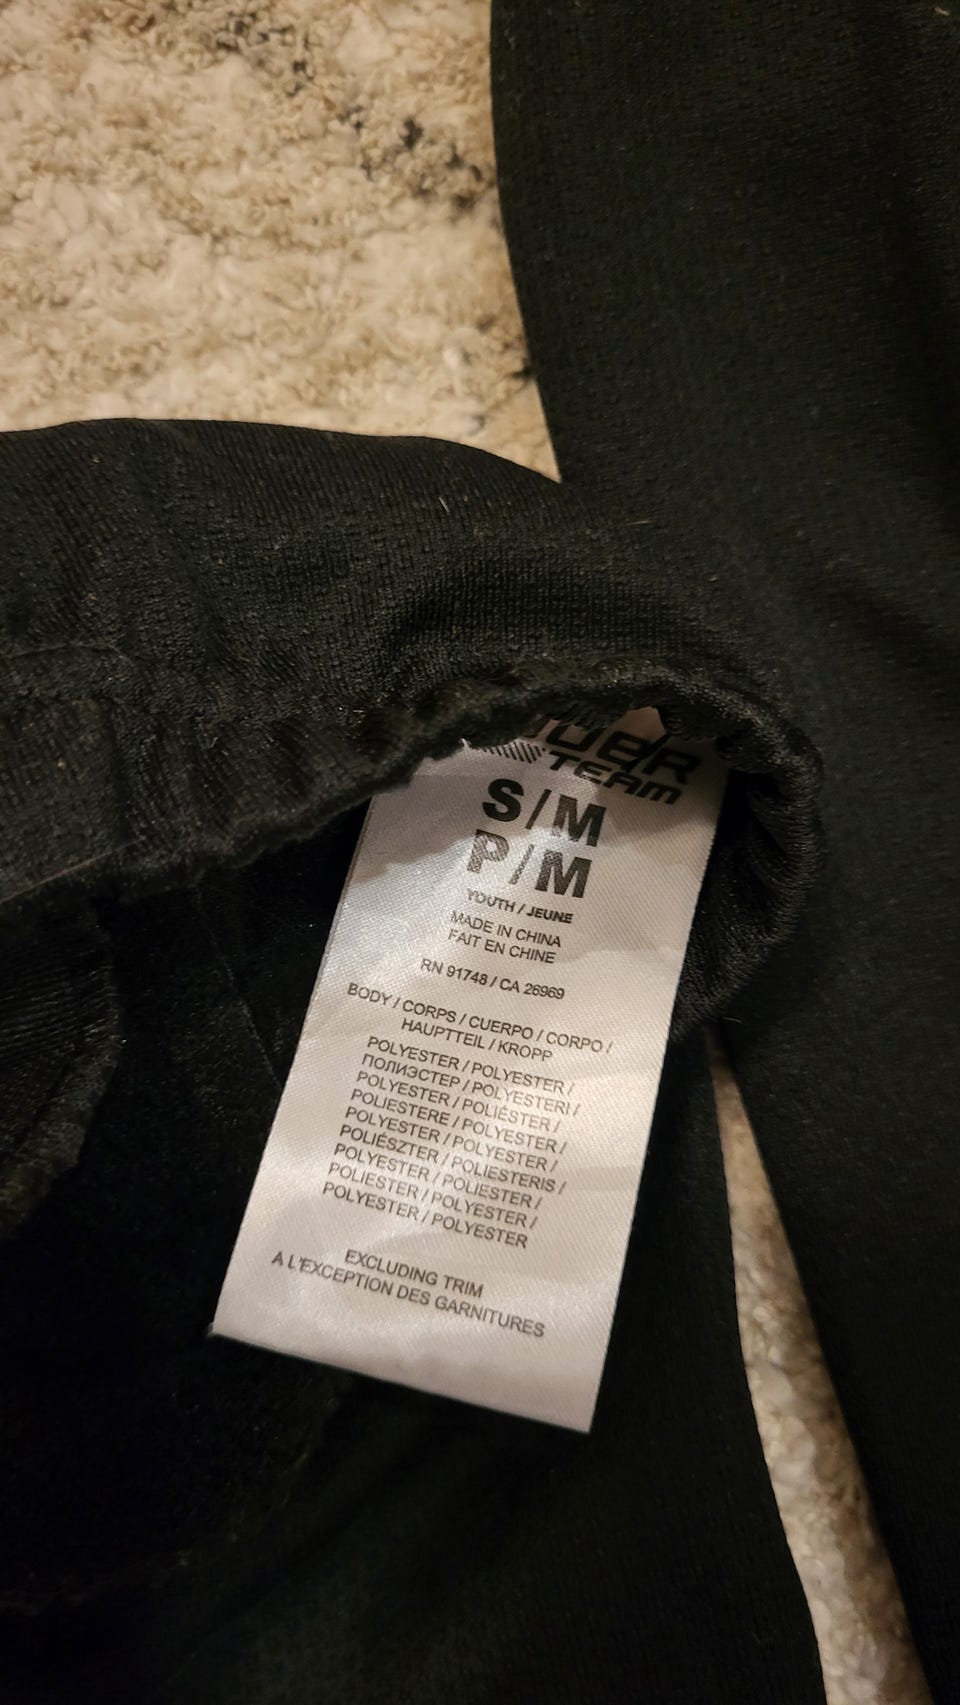 TEAM
S/M
P/M
YOUTH / JEUNE
MADE IN CHINA
FAIT EN CHINE
RN 91748 / CA 26969
BODY / CORPS / CUERPO / CORPO /
HAUPTTEIL / KROPP
POLYESTER / POLYESTER /
ПОЛИЭСТЕР / POLYESTERI /
POLYESTER / POLIÉSTER /
POLIESTERE / POLYESTER /
POLYESTER / POLYESTER /
POLIÉSZTER / POLIESTERIS /
POLYESTER / POLIESTER /
POLIESTER / POLYESTER /
POLYESTER / POLYESTER
EXCLUDING TRIM
A L'EXCEPTION DES GARNITURES